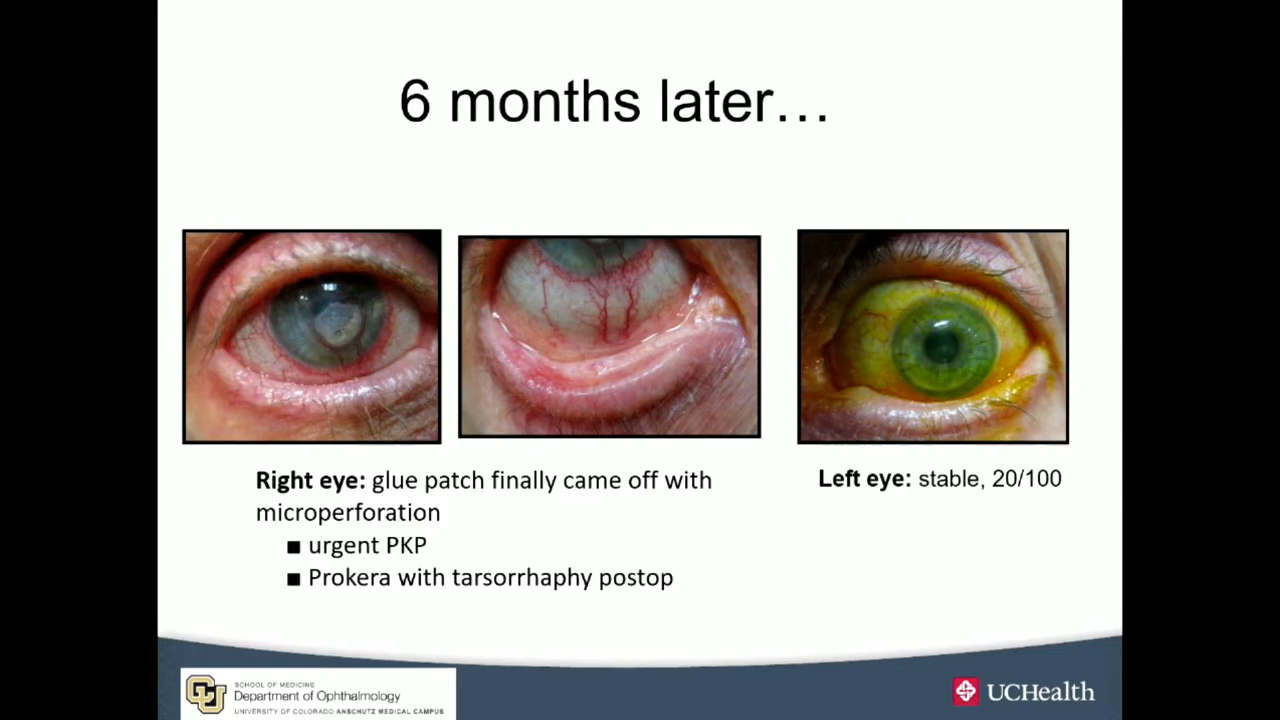 6 months later…
Right eye: glue patch finally came off with
microperforation
■ urgent PKP
■ Prokera with tarsorrhaphy postop
Left eye: stable, 20/100
SCHOOL OF MEDICINE
Department of Ophthalmology
UNIVERSITY OF COLORADO ANSCHUTZ MEDICAL CAMPUS
UCHealth